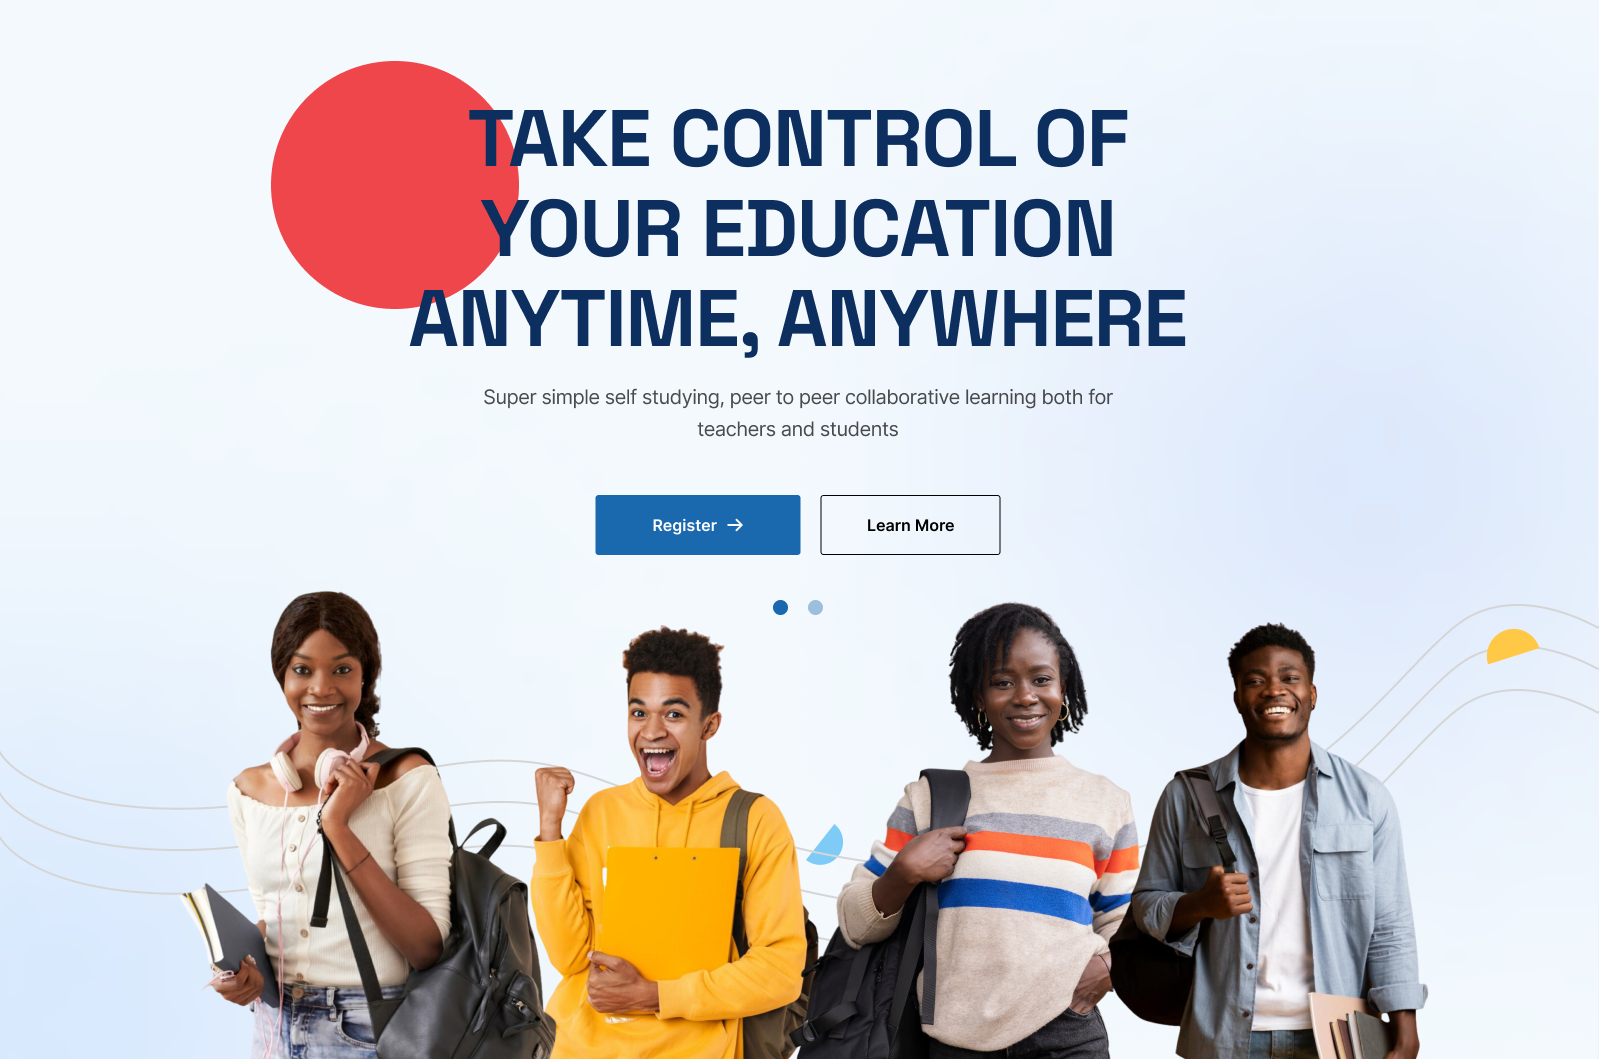 TAKE CONTROL OF
YOUR EDUCATION
ANYTIME, ANYWHERE
Super simple self studying, peer to peer collaborative learning both for
teachers and students
Register →
Learn More